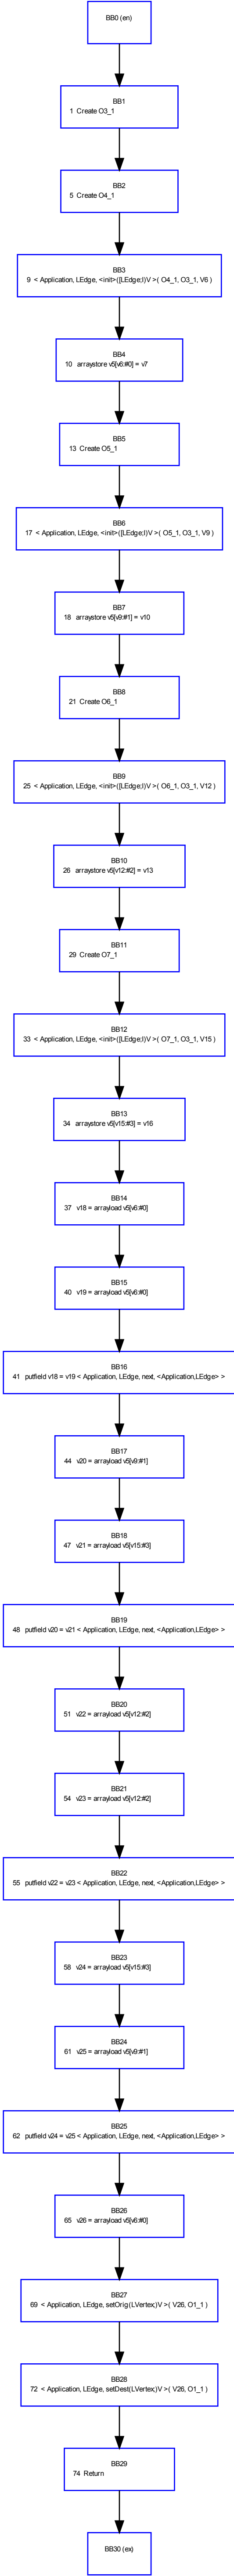 BB0 (en)
BB1
1 Create O3_1
BB2
5 Create O4_1
BB3
9 < Application, LEdge, <init>([LEdge;I)V >( O4_1, O3_1, V6 )
BB4
10 arraystore v5[v6:#0] = v7
BB5
13 Create O5_1
BB6
17 < Application, LEdge, <init>([LEdge;I)V >( O5_1, O3_1, V9 )
BB7
18 arraystore v5[v9:#1] = v10
BB8
21 Create O6_1
BB9
25 < Application, LEdge, <init>([LEdge;I)V >( O6_1, O3_1, V12 )
BB10
26 arraystore v5[v12:#2] = v13
BB11
29 Create O7_1
BB12
33 < Application, LEdge, <init>([LEdge;I)V >( O7_1, O3_1, V15 )
BB13
34 arraystore v5[v15:#3] = v16
BB14
37 v18 = arrayload v5[v6:#0]
BB15
40 v19 = arrayload v5[v6:#0]
BB16
41 putfield v18 = v19 < Application, LEdge, next, <Application,LEdge> >
BB17
44 v20 = arrayload v5[v9:#1]
BB18
47 v21 = arrayload v5[v15:#3]
BB19
48 putfield v20 = v21 < Application, LEdge, next, <Application,LEdge> >
BB20
51 v22 = arrayload v5[v12:#2]
BB21
54 v23 = arrayload v5[v12:#2]
BB22
55 putfield v22 = v23 < Application, LEdge, next, <Application,LEdge> >
BB23
58 v24 = arrayload v5[v15:#3]
BB24
61 v25 = arrayload v5[v9:#1]
BB25
62 putfield v24 = v25 < Application, LEdge, next, <Application,LEdge> >
BB26
65 v26 = arrayload v5[v6:#0]
BB27
69 < Application, LEdge, setOrig(LVertex;)V >( V26, O1_1 )
BB28
72 < Application, LEdge, setDest(LVertex;)V >( V26, O1_1 )
BB29
74 Return
BB30 (ex)